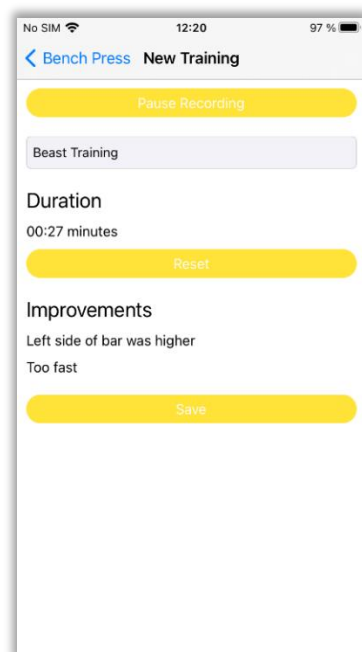 No SIM 12:20 97 %
Bench Press New Training
Pause Recording
Beast Training
Duration
00:27 minutes
Reset
Improvements
Left side of bar was higher
Too fast
Save